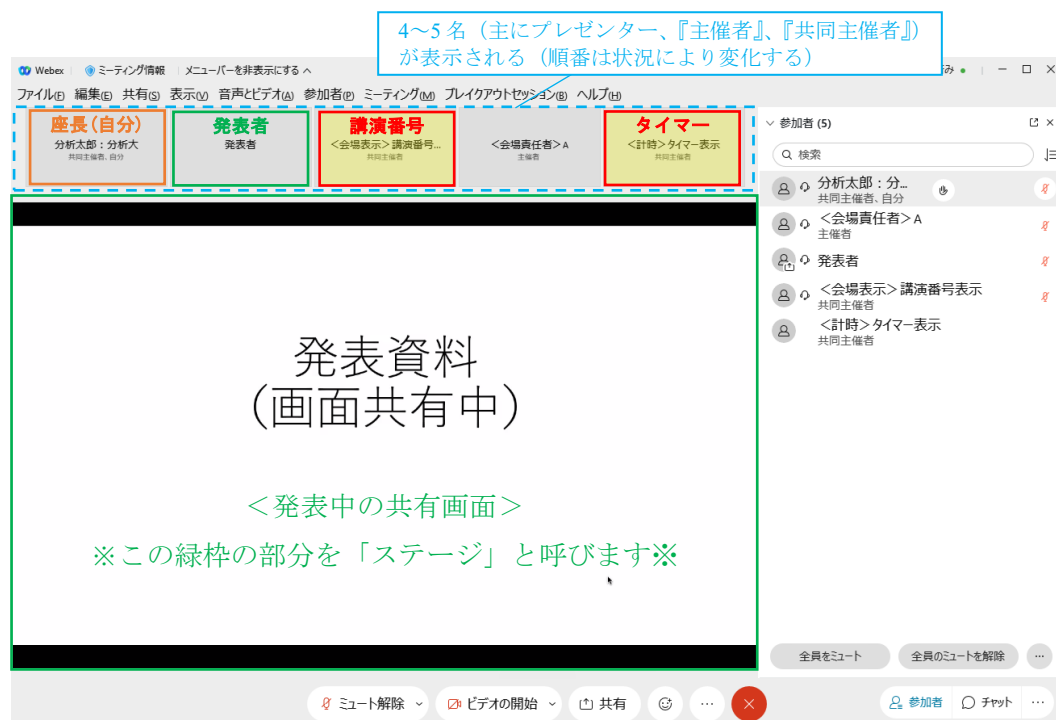 4～5 名（主にプレゼンター、『主催者』、『共同主催者』）
が表示される（順番は状況により変化する）
Webex ミーティング情報 メニューバーを非表示にする
ファイル(F) 編集(E) 共有(S) 表示(V) 音声とビデオ(A) 参加者(P) ミーティング(M) ブレイクアウトセッション(B) ヘルプ(H)
座長(自分)
分析太郎：分析大
共同主催者、自分
発表者
発表者
講演番号
<会場表示>講演番号...
共同主催者
<会場責任者>A
主催者
タイマー
<計時>タイマー表示
共同主催者
発表資料
(画面共有中)
＜発表中の共有画面＞
※この緑枠の部分を「ステージ」と呼びます※
参加者 (5)
検索
分析太郎：分...
共同主催者、自分
<会場責任者>A
主催者
発表者
<会場表示>講演番号表示
共同主催者
<計時>タイマー表示
共同主催者
全員をミュート 全員のミュートを解除 ...
ミュート解除 ビデオの開始 共有 ...
参加者 チャット ...